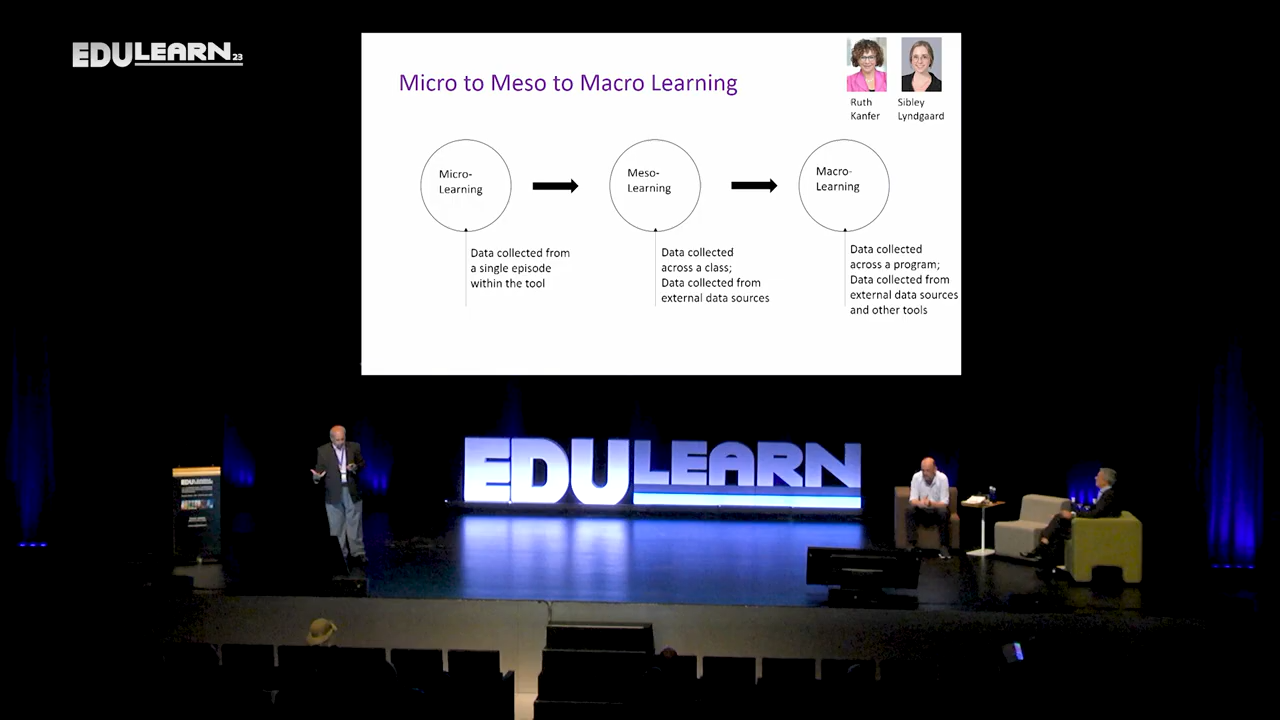 EDULEARN23
Micro to Meso to Macro Learning
Ruth
Kanfer
Sibley
Lyndgaard
Micro-
Learning
Meso-
Learning
Macro-
Learning
Data collected from
a single episode
within the tool
Data collected
across a class;
Data collected from
external data sources
Data collected
across a program;
Data collected from
external data sources
and other tools
EDULEARN